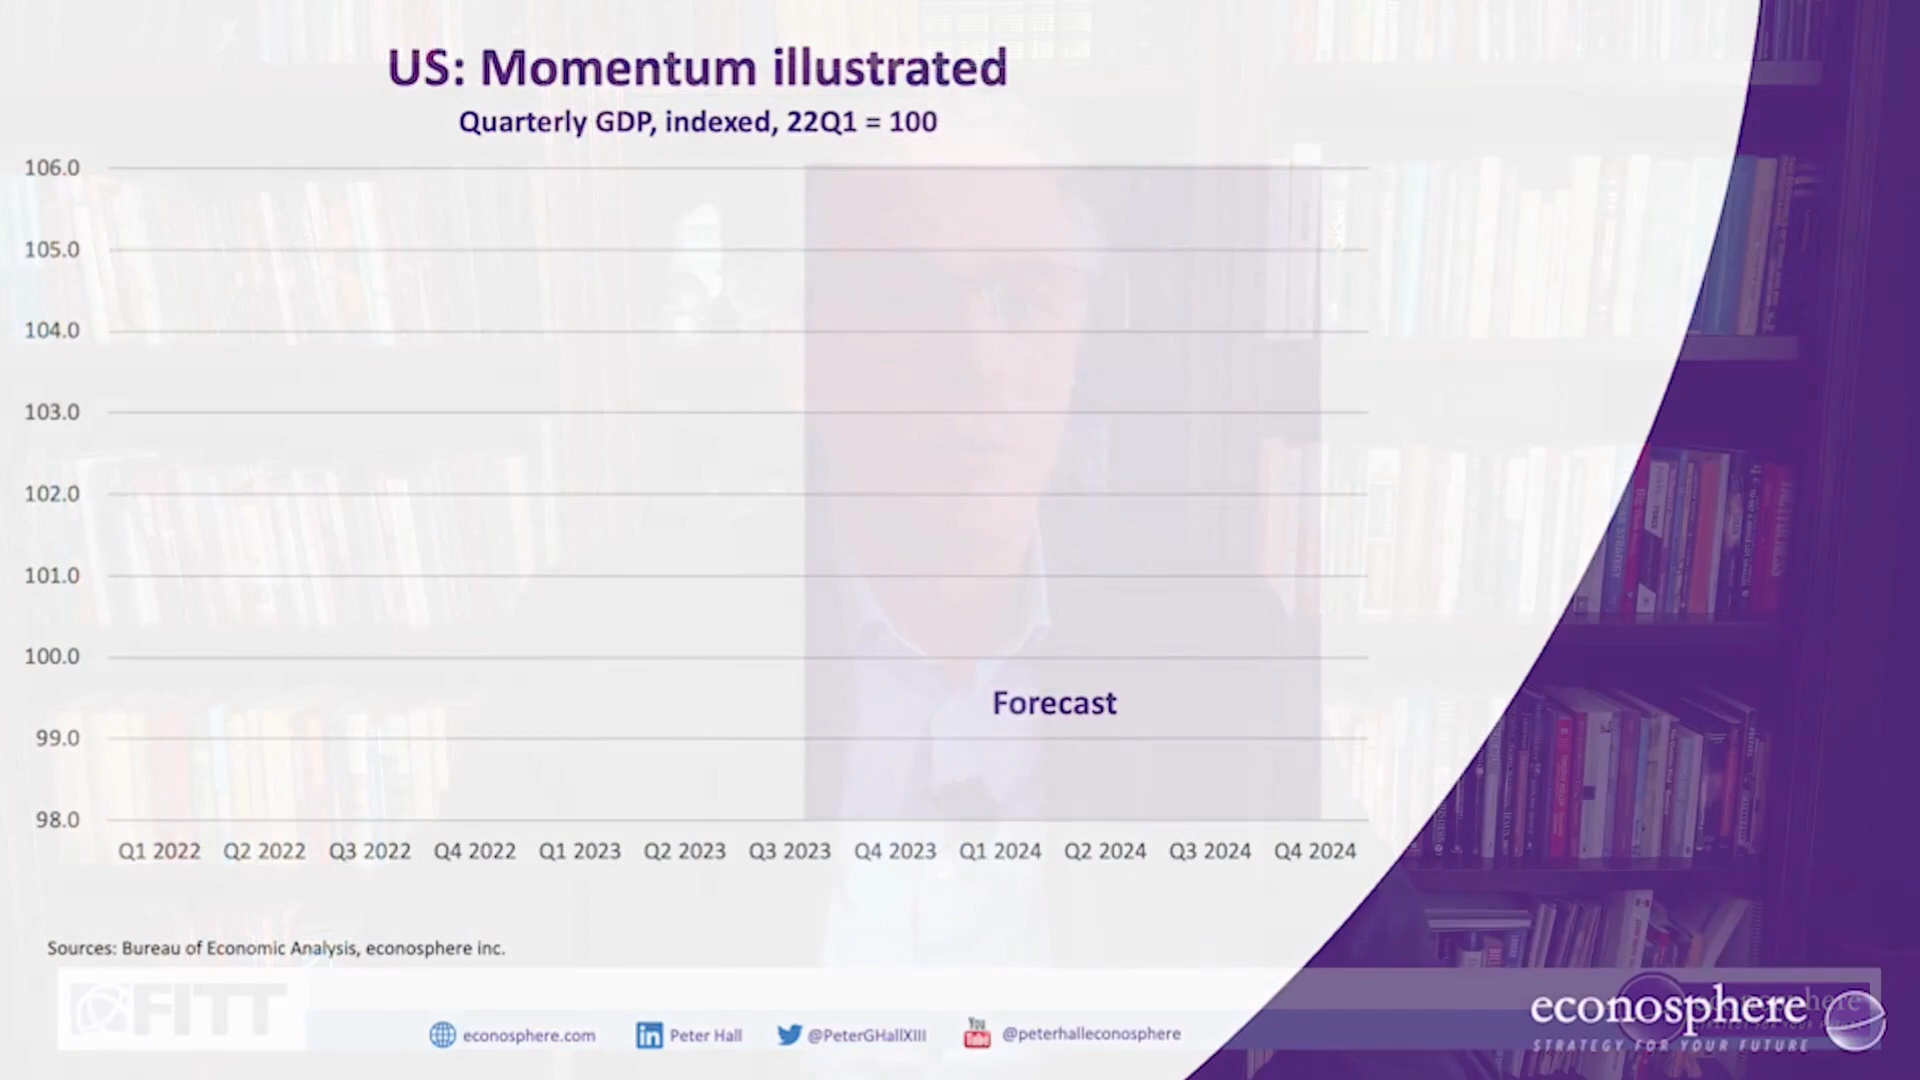 US: Momentum illustrated
Quarterly GDP, indexed, 22Q1 = 100
106.0
105.0
104.0
103.0
102.0
101.0
100.0
99.0
98.0
Forecast
Q1 2022 Q2 2022 Q3 2022 Q4 2022 Q1 2023 Q2 2023 Q3 2023 Q4 2023 Q1 2024 Q2 2024 Q3 2024 Q4 2024
Sources: Bureau of Economic Analysis, econosphere inc.
FITT
econosphere.com Peter Hall @PeterGHallXIII You Tube @peterhalleconosphere
econosphere
STRATEGY FOR YOUR FUTURE